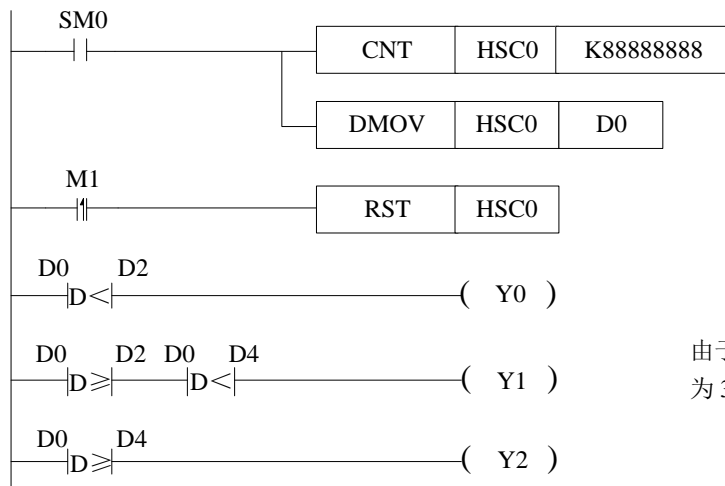 SM0
CNT HSC0 K88888888
DMOV HSC0 D0
M1
RST HSC0
D0 D2
D< ( Y0 )
D0 D2 D0 D4
D≥ D< ( Y1 )
由于
为 3
D0 D4
D≥ ( Y2 )